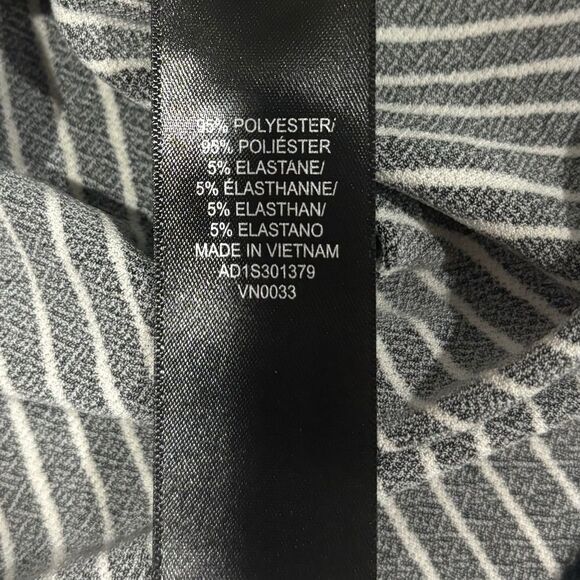 95% POLYESTER/
95% POLIÉSTER
5% ELASTANE/
5% ÉLASTHANNE/
5% ELASTHAN/
5% ELASTANO
MADE IN VIETNAM
AD1S301379
VN0033